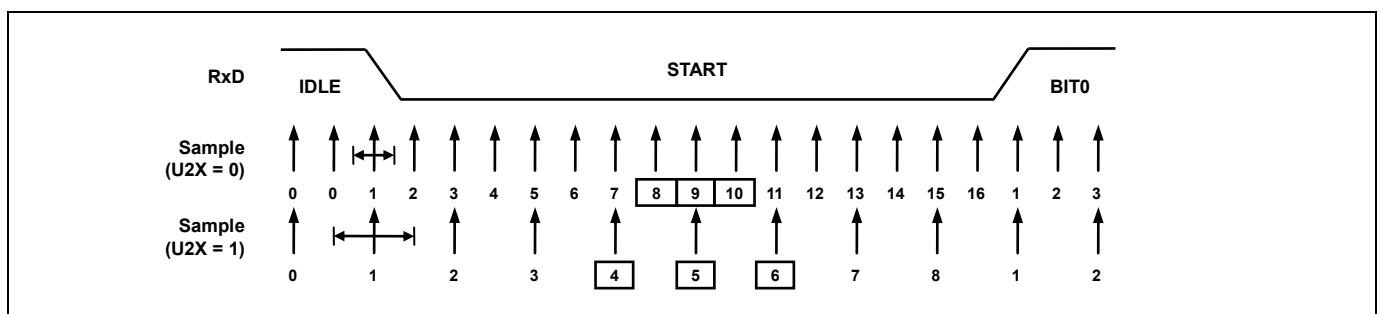 RxD
IDLE
START
BIT0
Sample
(U2X = 0)
0 0 1 2 3 4 5 6 7 8 9 10 11 12 13 14 15 16 1 2 3
Sample
(U2X = 1)
0 1 2 3 4 5 6 7 8 1 2